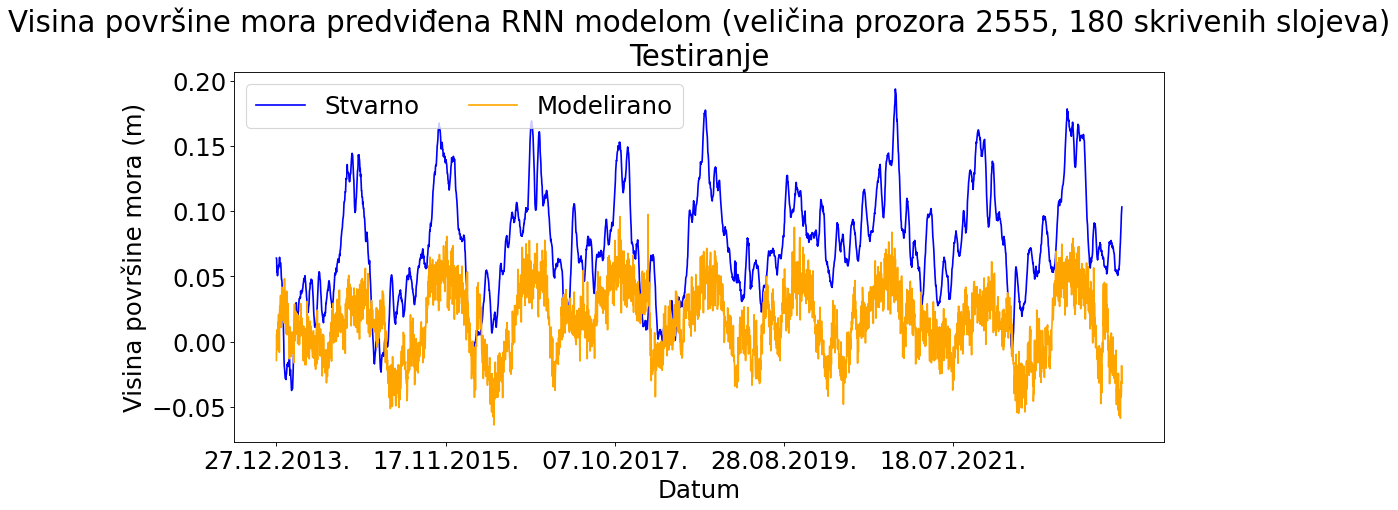 Visina površine mora predviđena RNN modelom (veličina prozora 2555, 180 skrivenih slojeva)
Testiranje
Stvarno Modelirano
Visina površine mora (m)
0.20
0.15
0.10
0.05
0.00
−0.05
27.12.2013. 17.11.2015. 07.10.2017. 28.08.2019. 18.07.2021.
Datum